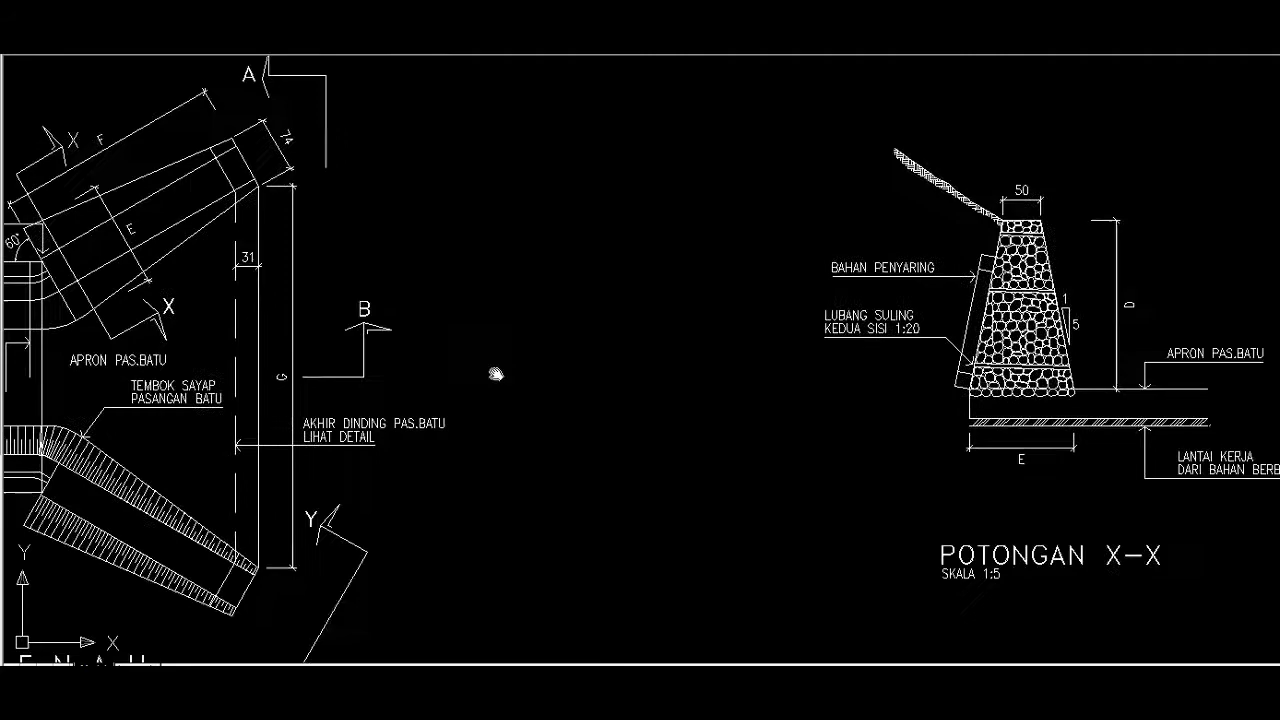 A
X
F
74
E
60°
31
X
B
APRON PAS.BATU
TEMBOK SAYAP
PASANGAN BATU
G
AKHIR DINDING PAS.BATU
LIHAT DETAIL
Y
Y
X
50
BAHAN PENYARING
LUBANG SULING
KEDUA SISI 1:20
1
5
D
APRON PAS.BATU
E
LANTAI KERJA
DARI BAHAN BERB
POTONGAN X-X
SKALA 1:5